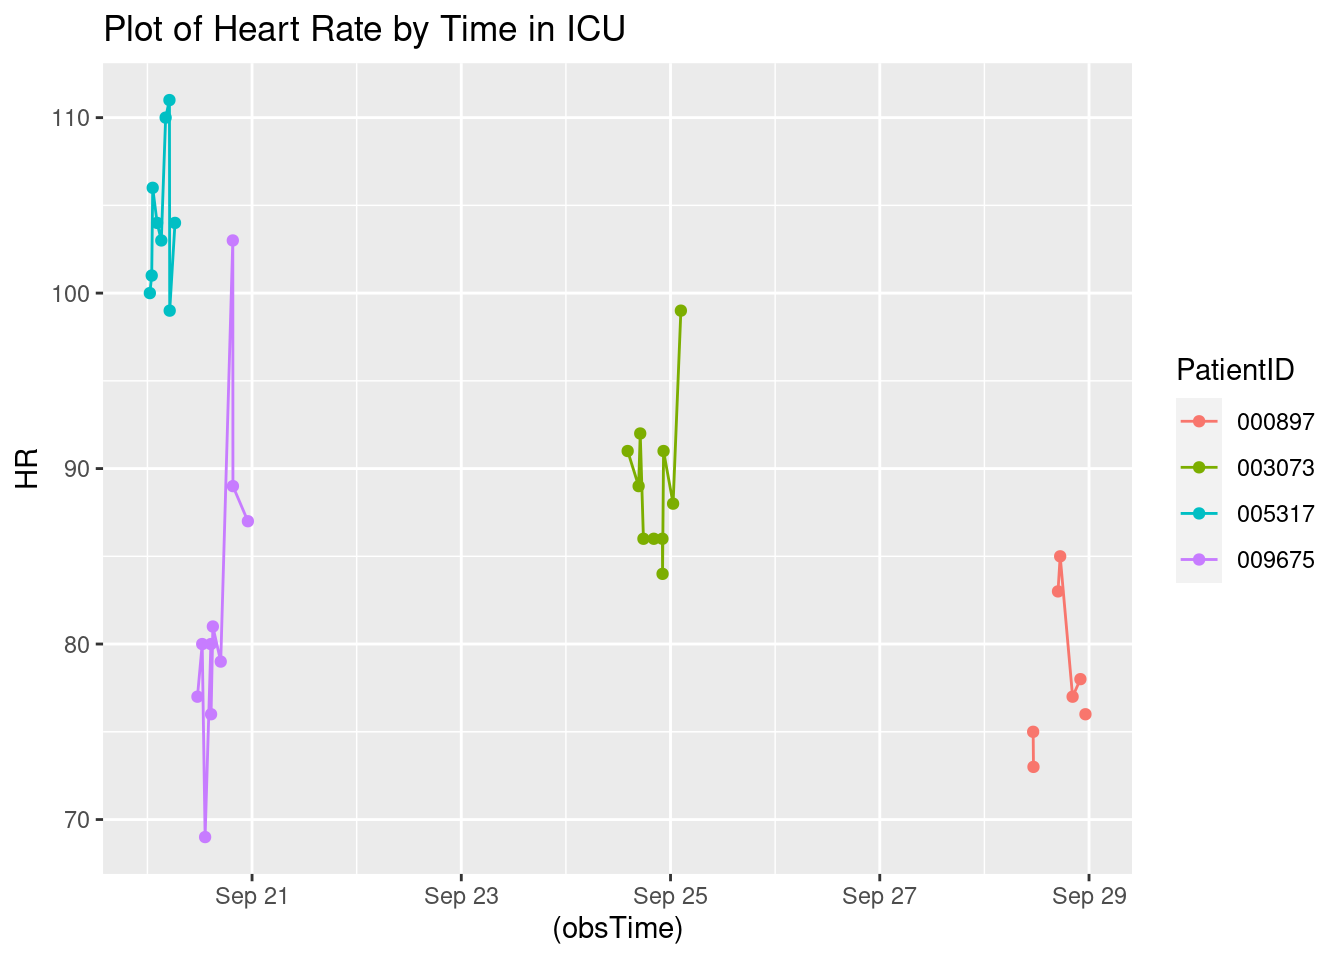 Plot of Heart Rate by Time in ICU
HR
110
100
90
80
70
Sep 21 Sep 23 Sep 25 Sep 27 Sep 29
(obsTime)
PatientID
000897
003073
005317
009675